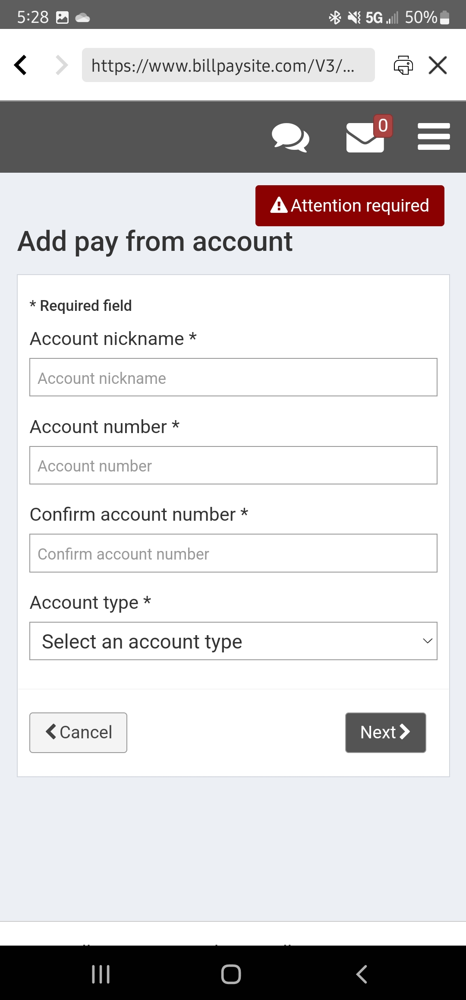 5:28
5G
50%
https://www.billpaysite.com/V3/...
0
Attention required
Add pay from account
* Required field
Account nickname *
Account nickname
Account number *
Account number
Confirm account number *
Confirm account number
Account type *
Select an account type
Cancel
Next